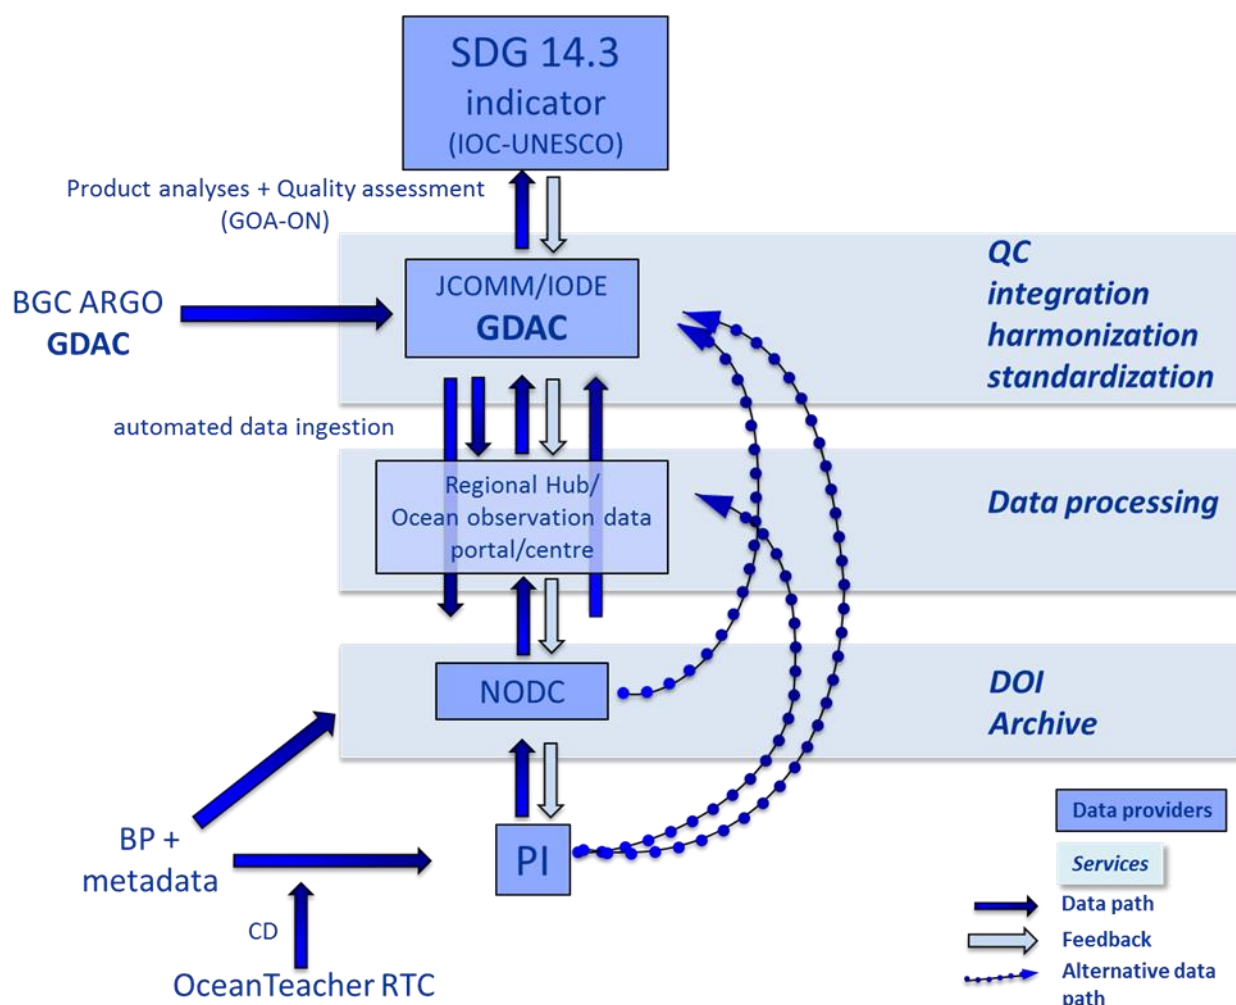 SDG 14.3
indicator
(IOC-UNESCO)
Product analyses + Quality assessment
(GOA-ON)
QC
integration
harmonization
standardization
JCOMM/IODE
GDAC
BGC ARGO
GDAC
automated data ingestion
Regional Hub/
Ocean observation data
portal/centre
Data processing
NODC
DOI
Archive
BP +
metadata
PI
CD
OceanTeacher RTC
Data providers
Services
Data path
Feedback
Alternative data
path